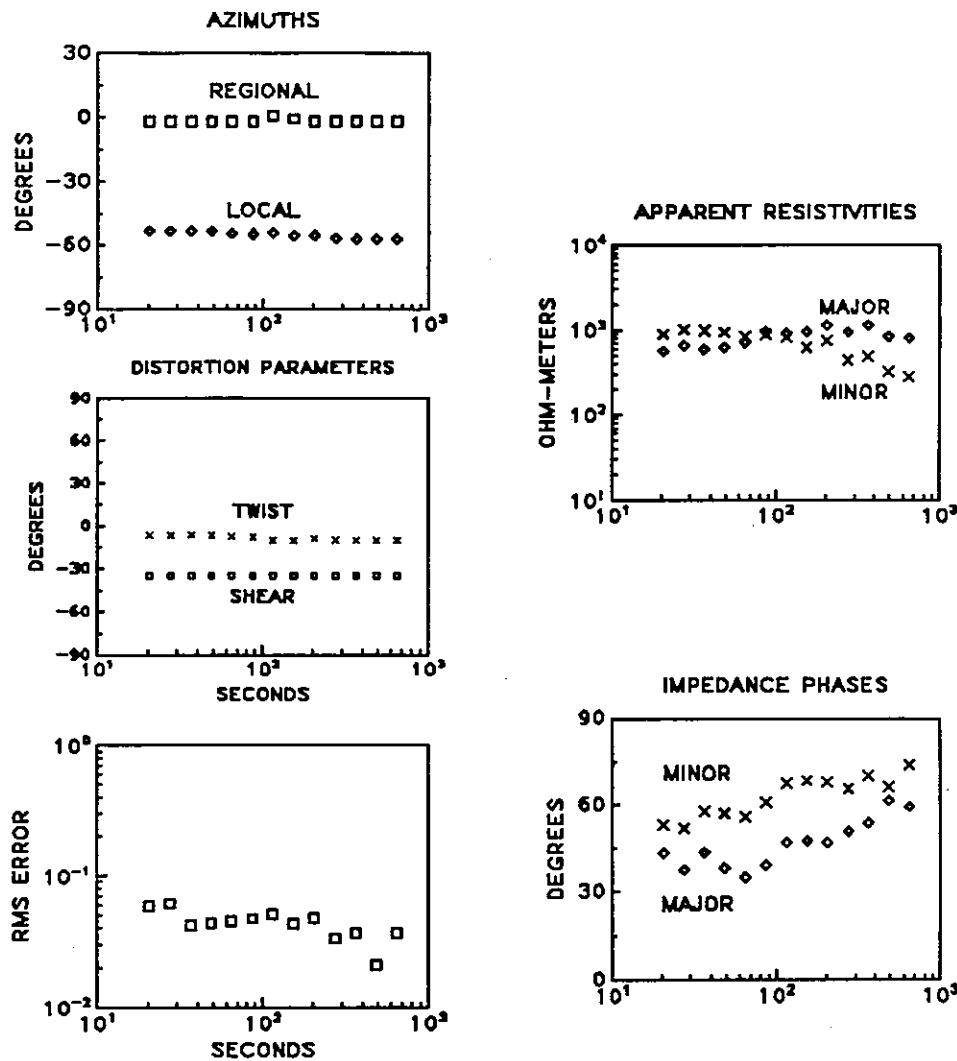 AZIMUTHS
30
0
-30
-60
-90
DEGREES
REGIONAL
LOCAL
10¹
10²
10³
DISTORTION PARAMETERS
90
60
30
0
-30
-60
-90
DEGREES
TWIST
SHEAR
10¹
10²
10³
SECONDS
10⁰
10⁻¹
10⁻²
RMS ERROR
10¹
10²
10³
SECONDS
APPARENT RESISTIVITIES
10⁴
10³
10²
10¹
OHM-METERS
MAJOR
MINOR
10¹
10²
10³
IMPEDANCE PHASES
90
60
30
0
DEGREES
MINOR
MAJOR
10¹
10²
10³